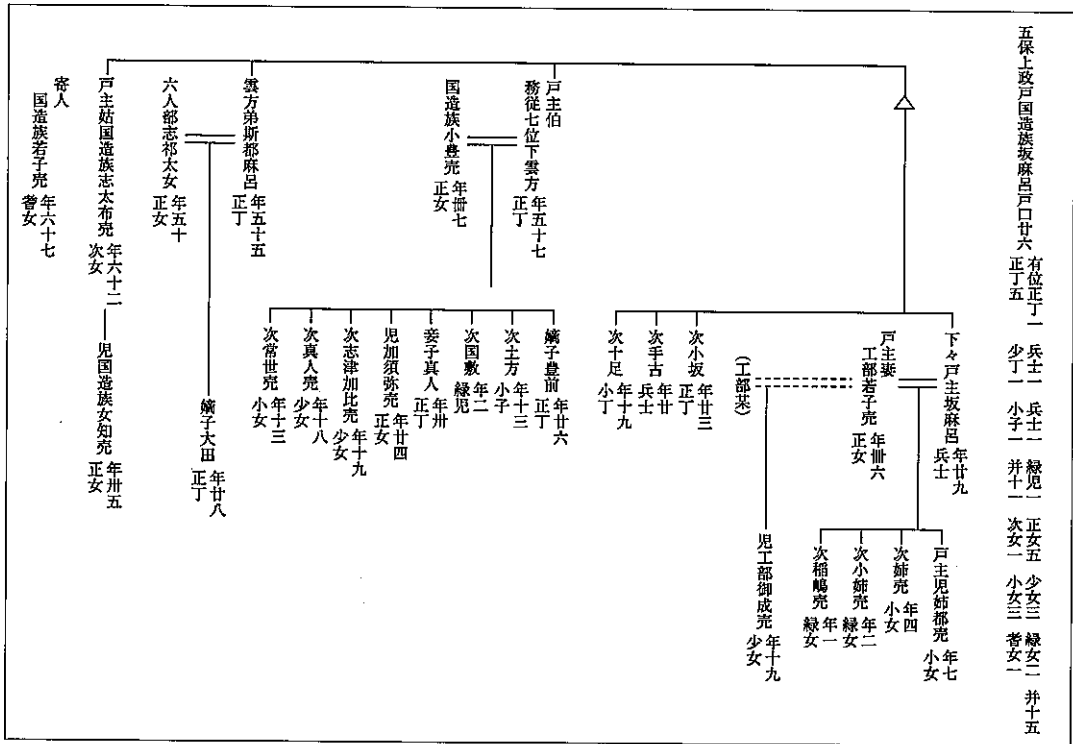 五保上政戸国造族坂麻呂戸口廿六
有位正丁一 兵士一 兵士一 緑児一 正女五 少女三 緑女二 并十五
正丁五 少丁一 小子一 并十一 次女一 小女三 耆女一
下々戸主坂麻呂 年廿九 兵士
戸主妻 工部若子売 年卌六 正女
(工部某)
戸主児姉都売 年七 小女
次姉売 年四 小女
次小姉売 年二 緑女
次稲嶋売 年一 緑女
児工部御成売 年十九 少女
次小坂 年廿三 正丁
次手古 年廿 兵士
次十足 年十九 小丁
戸主伯 務従七位下雲方 年五十七 正丁
国造族小豊売 年卌七 正女
嫡子豊前 年廿六 正丁
次土方 年十三 小子
次国敷 年二 緑児
妾子真人 年卅 正丁
児加須弥売 年廿四 正女
次志津加比売 年十九 少女
次真人売 年十八 少女
次常世売 年十三 小女
雲方弟斯都麻呂 年五十五 正丁
六人部志祁太女 年五十 正女
嫡子大田 年廿八 正丁
戸主姑国造族志太布売 年六十二 次女
児国造族女知売 年卅五 正女
寄人
国造族若子売 年六十七 耆女